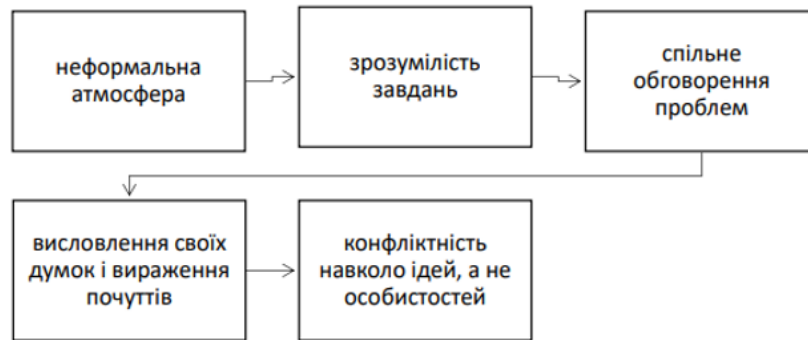 неформальна
атмосфера
зрозумілість
завдань
спільне
обговорення
проблем
висловлення своїх
думок і вираження
почуттів
конфліктність
навколо ідей, а не
особистостей